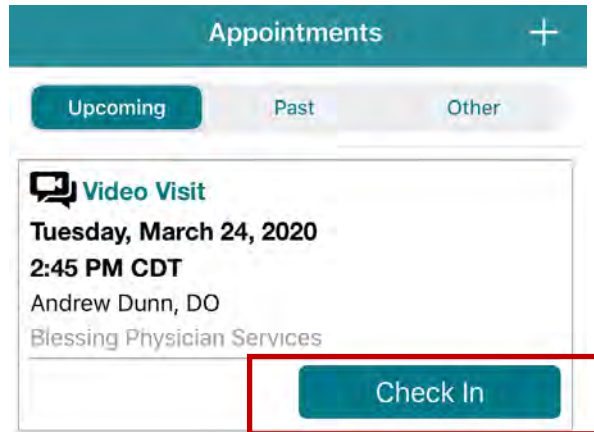 Appointments +
Upcoming Past Other
Video Visit
Tuesday, March 24, 2020
2:45 PM CDT
Andrew Dunn, DO
Blessing Physician Services
Check In